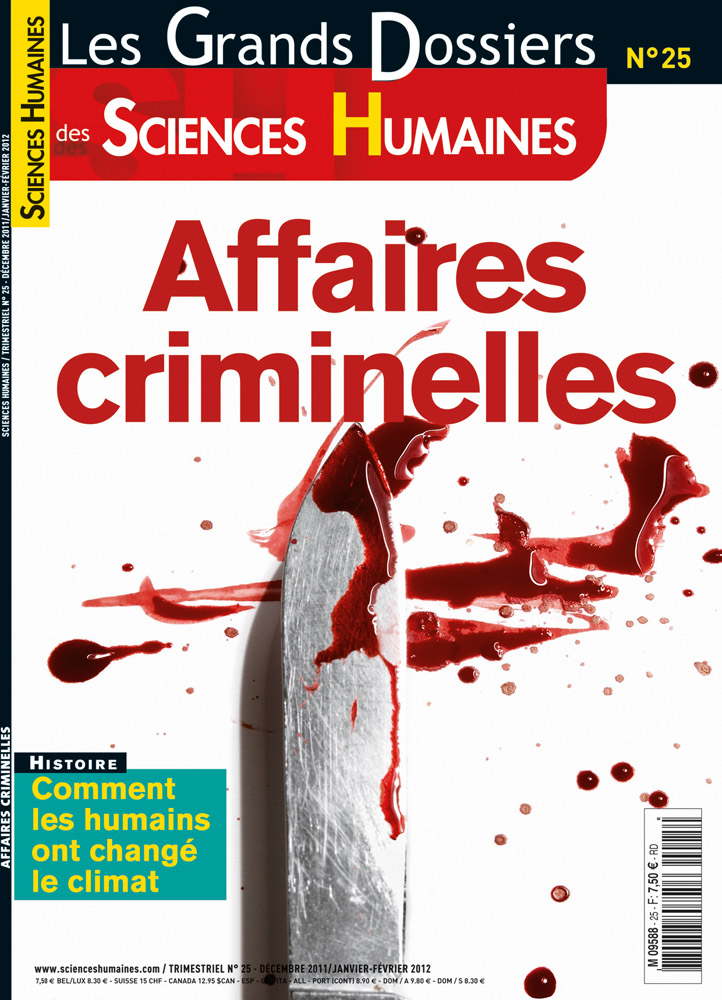 Les Grands Dossiers
N°25
des Sciences Humaines
Sciences Humaines
SCIENCES HUMAINES / TRIMESTRIEL N° 25 - DÉCEMBRE 2011/JANVIER-FÉVRIER 2012
Affaires
criminelles
AFFAIRES CRIMINELLES
Histoire
Comment
les humains
ont changé
le climat
M 09588 - 25 - F: 7,50 € - RD
www.scienceshumaines.com / TRIMESTRIEL N° 25 - DÉCEMBRE 2011/JANVIER-FÉVRIER 2012
7,50 € BEL/LUX 8.30 € - SUISSE 15 CHF - CANADA 12.95 $CAN - ESP - ITA - ALL - PORT (CONT) 8.90 € - DOM / A 9.80 € - DOM / S 8.30 €